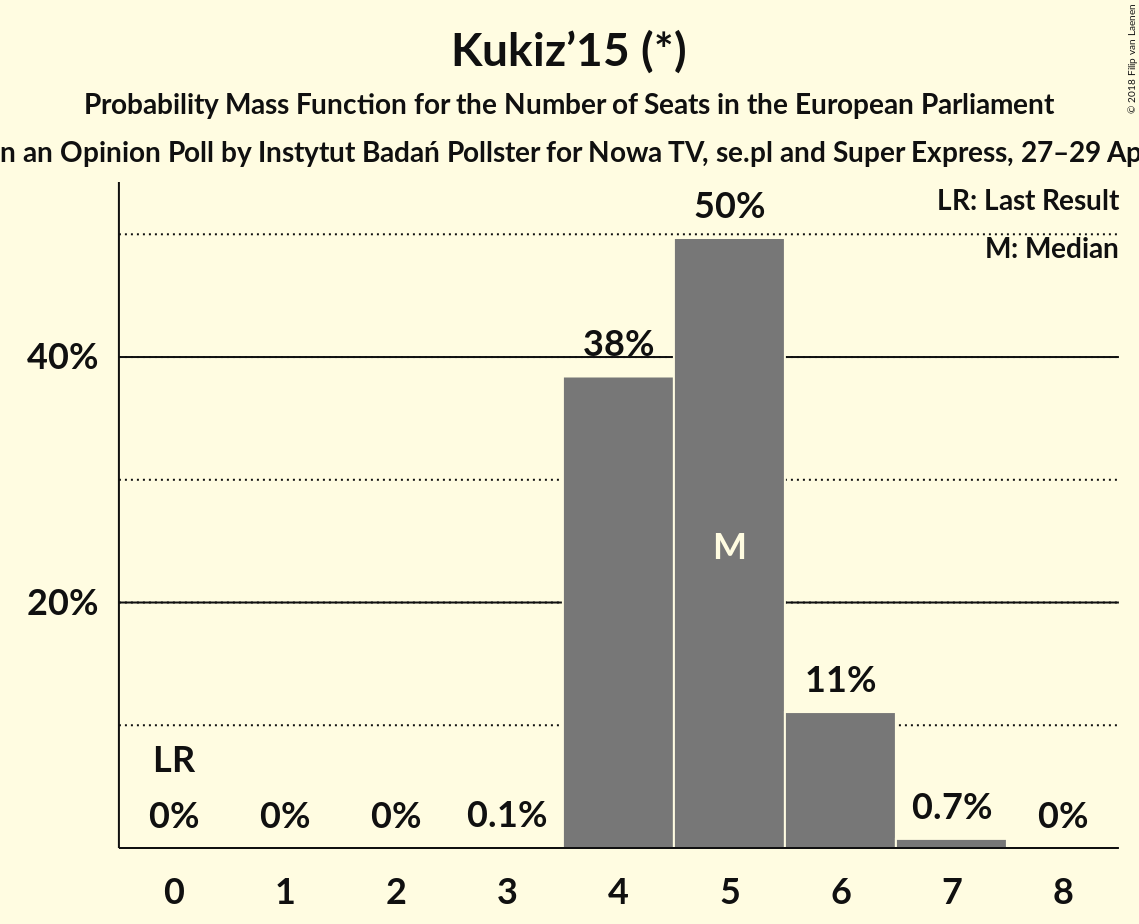 Kukiz’15 (*)
Probability Mass Function for the Number of Seats in the European Parliament
an Opinion Poll by Instytut Badań Pollster for Nowa TV, se.pl and Super Express, 27–29
© 2018 Filip van Laenen
LR: Last Result
M: Median
50%
38%
40%
M
20%
11%
LR
0% 0% 0% 0.1% 0.7% 0%
0 1 2 3 4 5 6 7 8